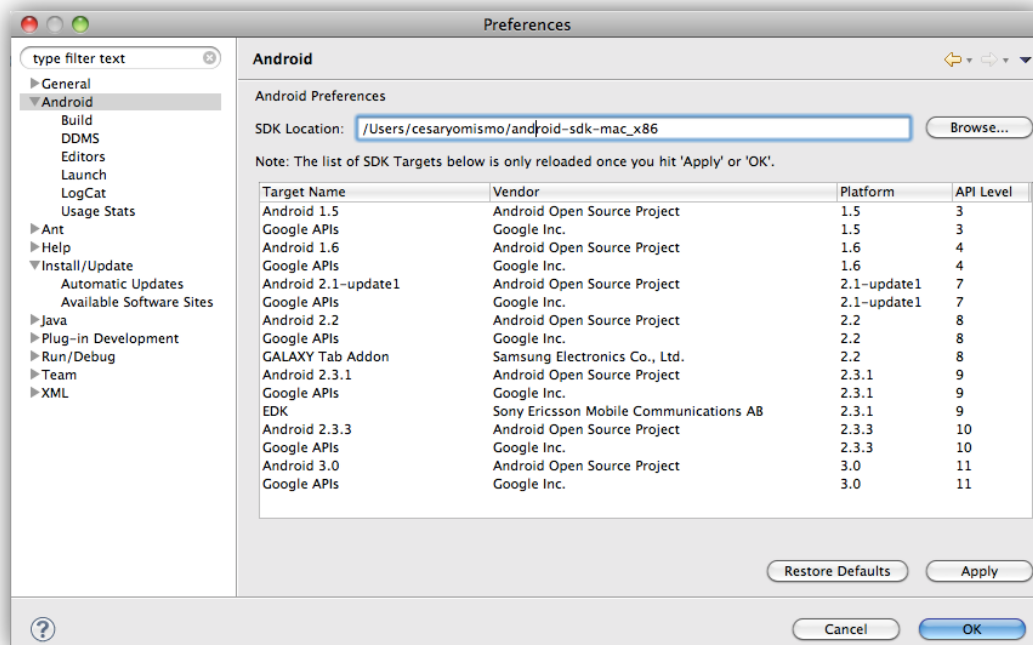 Preferences
type filter text
General
Android
Build
DDMS
Editors
Launch
LogCat
Usage Stats
Ant
Help
Install/Update
Automatic Updates
Available Software Sites
Java
Plug-in Development
Run/Debug
Team
XML
Android
Android Preferences
SDK Location: /Users/cesaryomismo/android-sdk-mac_x86 Browse...
Note: The list of SDK Targets below is only reloaded once you hit 'Apply' or 'OK'.
Target Name Vendor Platform API Level
Android 1.5 Android Open Source Project 1.5 3
Google APIs Google Inc. 1.5 3
Android 1.6 Android Open Source Project 1.6 4
Google APIs Google Inc. 1.6 4
Android 2.1-update1 Android Open Source Project 2.1-update1 7
Google APIs Google Inc. 2.1-update1 7
Android 2.2 Android Open Source Project 2.2 8
Google APIs Google Inc. 2.2 8
GALAXY Tab Addon Samsung Electronics Co., Ltd. 2.2 8
Android 2.3.1 Android Open Source Project 2.3.1 9
Google APIs Google Inc. 2.3.1 9
EDK Sony Ericsson Mobile Communications AB 2.3.1 9
Android 2.3.3 Android Open Source Project 2.3.3 10
Google APIs Google Inc. 2.3.3 10
Android 3.0 Android Open Source Project 3.0 11
Google APIs Google Inc. 3.0 11
Restore Defaults Apply
? Cancel OK